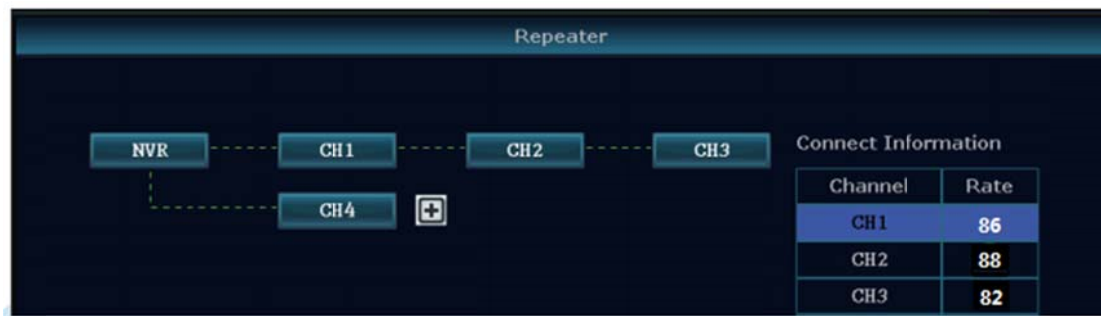 Repeater
NVR CH1 CH2 CH3
CH4
Connect Information
Channel Rate
CH1 86
CH2 88
CH3 82